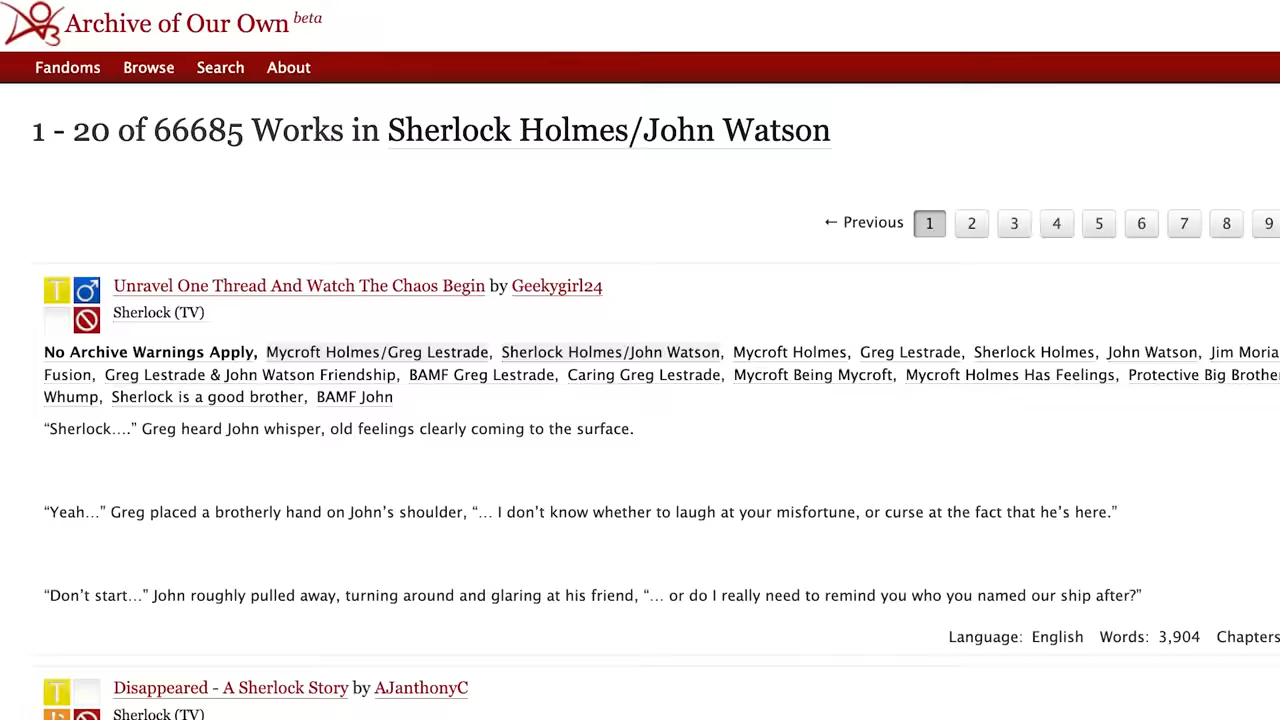 Archive of Our Own beta
Fandoms Browse Search About
1 - 20 of 66685 Works in Sherlock Holmes/John Watson
← Previous 1 2 3 4 5 6 7 8 9
T Unravel One Thread And Watch The Chaos Begin by Geekygirl24
Sherlock (TV)
No Archive Warnings Apply, Mycroft Holmes/Greg Lestrade, Sherlock Holmes/John Watson, Mycroft Holmes, Greg Lestrade, Sherlock Holmes, John Watson, Jim Moria
Fusion, Greg Lestrade & John Watson Friendship, BAMF Greg Lestrade, Caring Greg Lestrade, Mycroft Being Mycroft, Mycroft Holmes Has Feelings, Protective Big Brother
Whump, Sherlock is a good brother, BAMF John
“Sherlock....” Greg heard John whisper, old feelings clearly coming to the surface.
“Yeah...” Greg placed a brotherly hand on John’s shoulder, “... I don’t know whether to laugh at your misfortune, or curse at the fact that he’s here.”
“Don’t start...” John roughly pulled away, turning around and glaring at his friend, “... or do I really need to remind you who you named our ship after?”
Language: English Words: 3,904 Chapters
T Disappeared - A Sherlock Story by AJanthonyC
Sherlock (TV)